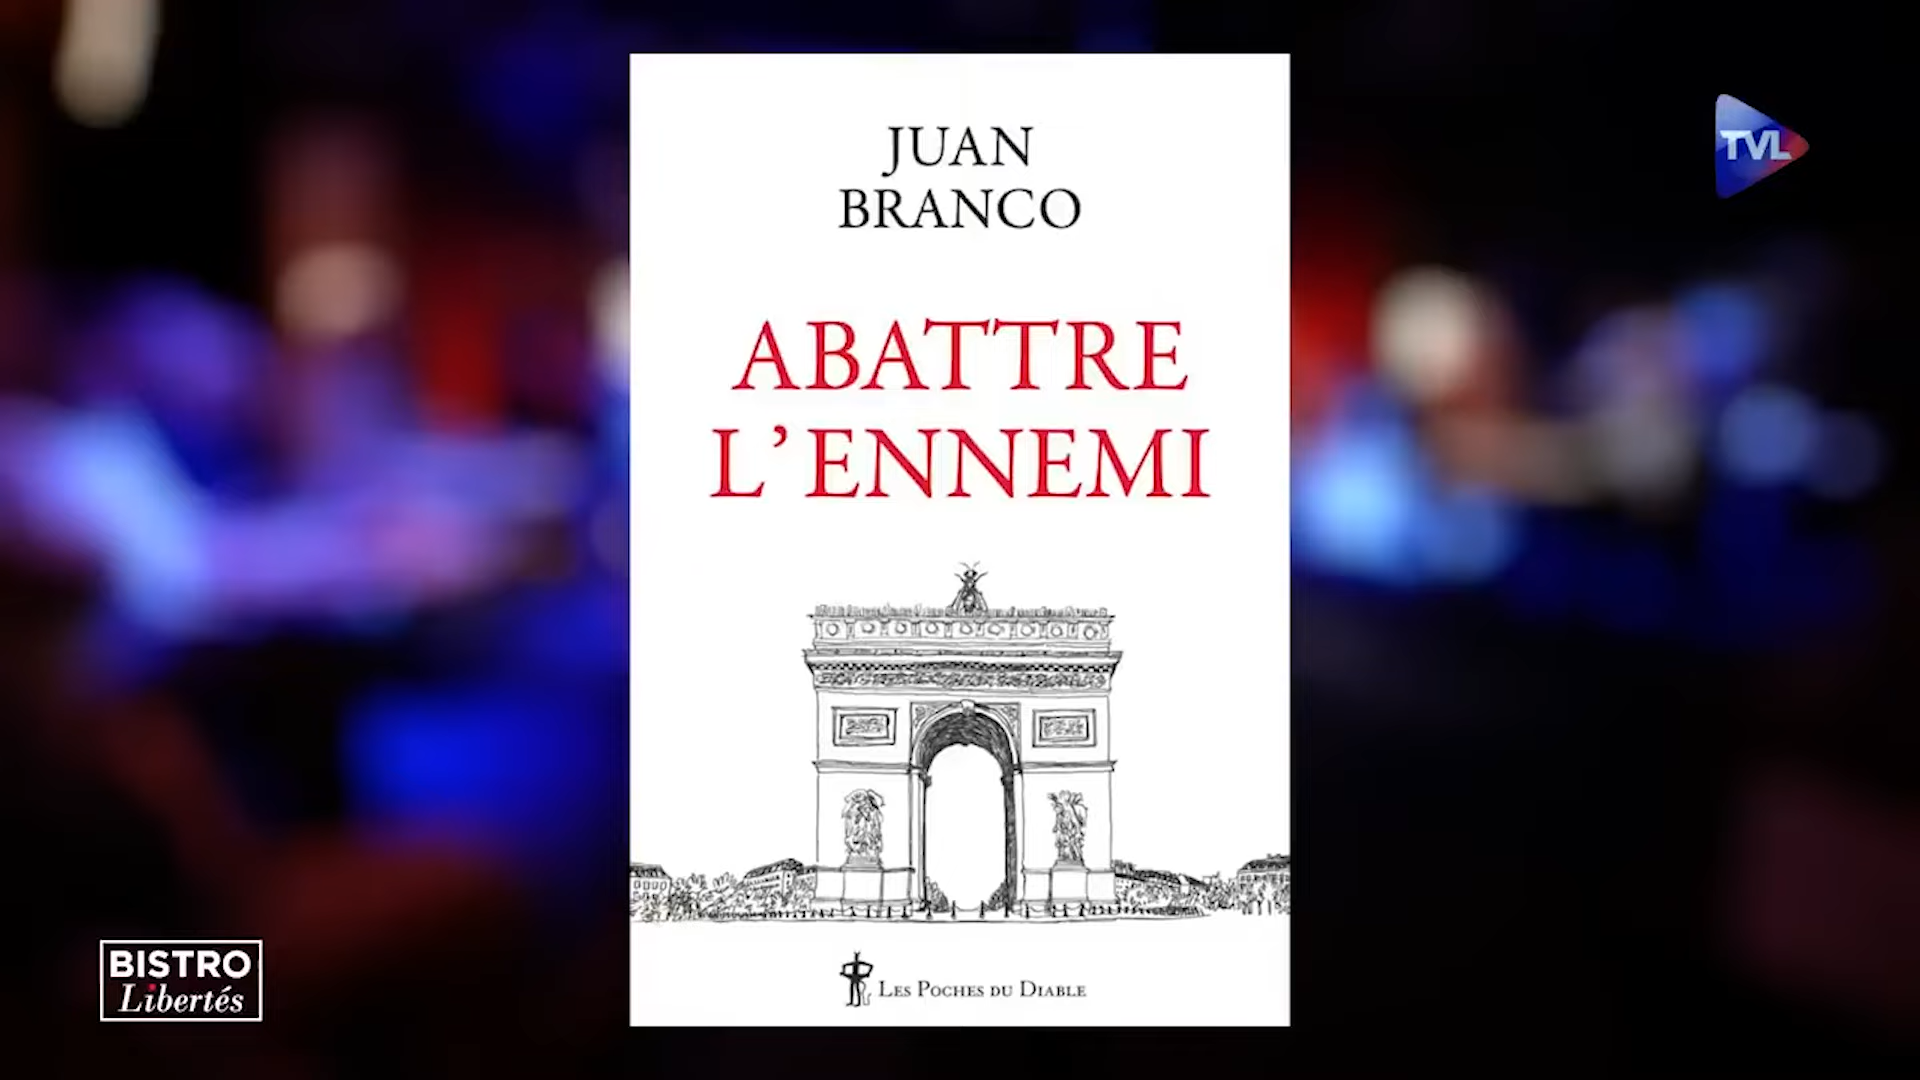 TVL
JUAN
BRANCO
ABATTRE
L'ENNEMI
LES POCHES DU DIABLE
BISTRO
Libertés